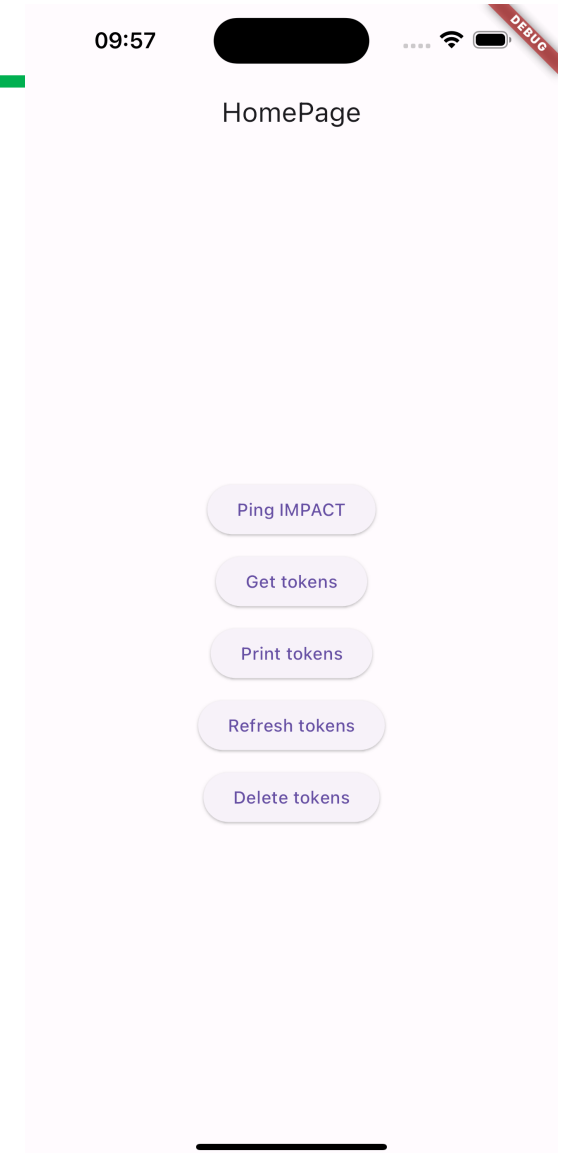 09:57
DEBUG
HomePage
Ping IMPACT
Get tokens
Print tokens
Refresh tokens
Delete tokens